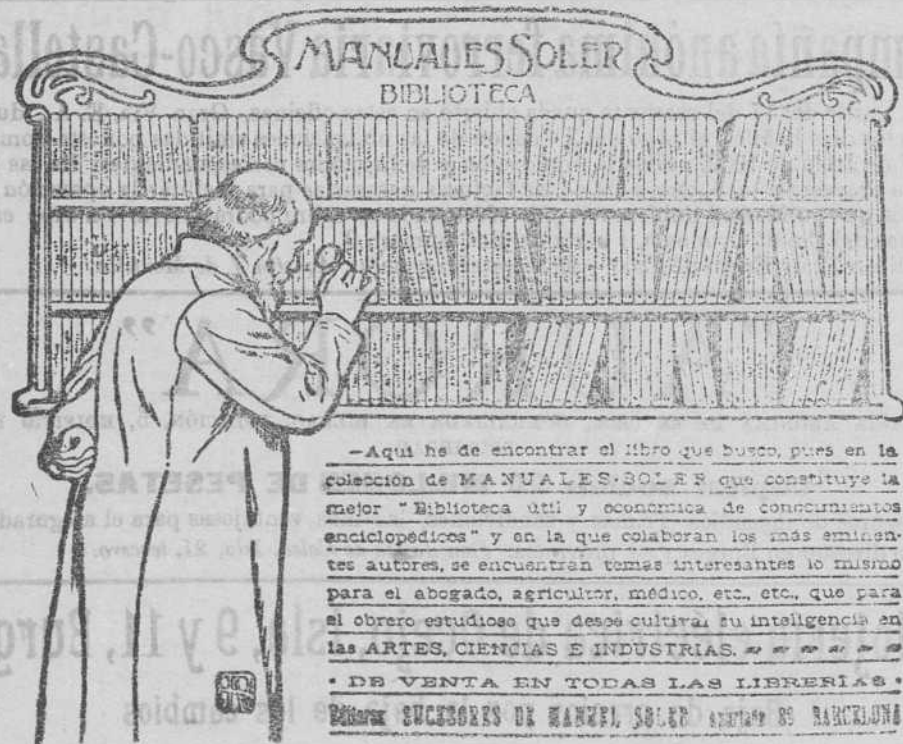 MANUALES SOLER
BIBLIOTECA
—Aquí he de encontrar el libro que busco, pues en la
colección de MANUALES-SOLER que constituye la
mejor "Biblioteca útil y económica de conocimientos
enciclopédicos" y en la que colaboran los más eminen-
tes autores, se encuentran temas interesantes lo mismo
para el abogado, agricultor, médico, etc., etc., que para
el obrero estudioso que desee cultivar su inteligencia en
las ARTES, CIENCIAS E INDUSTRIAS.
• DE VENTA EN TODAS LAS LIBRERÍAS •
SUCESORES DE MANUEL SOLER BARCELONA